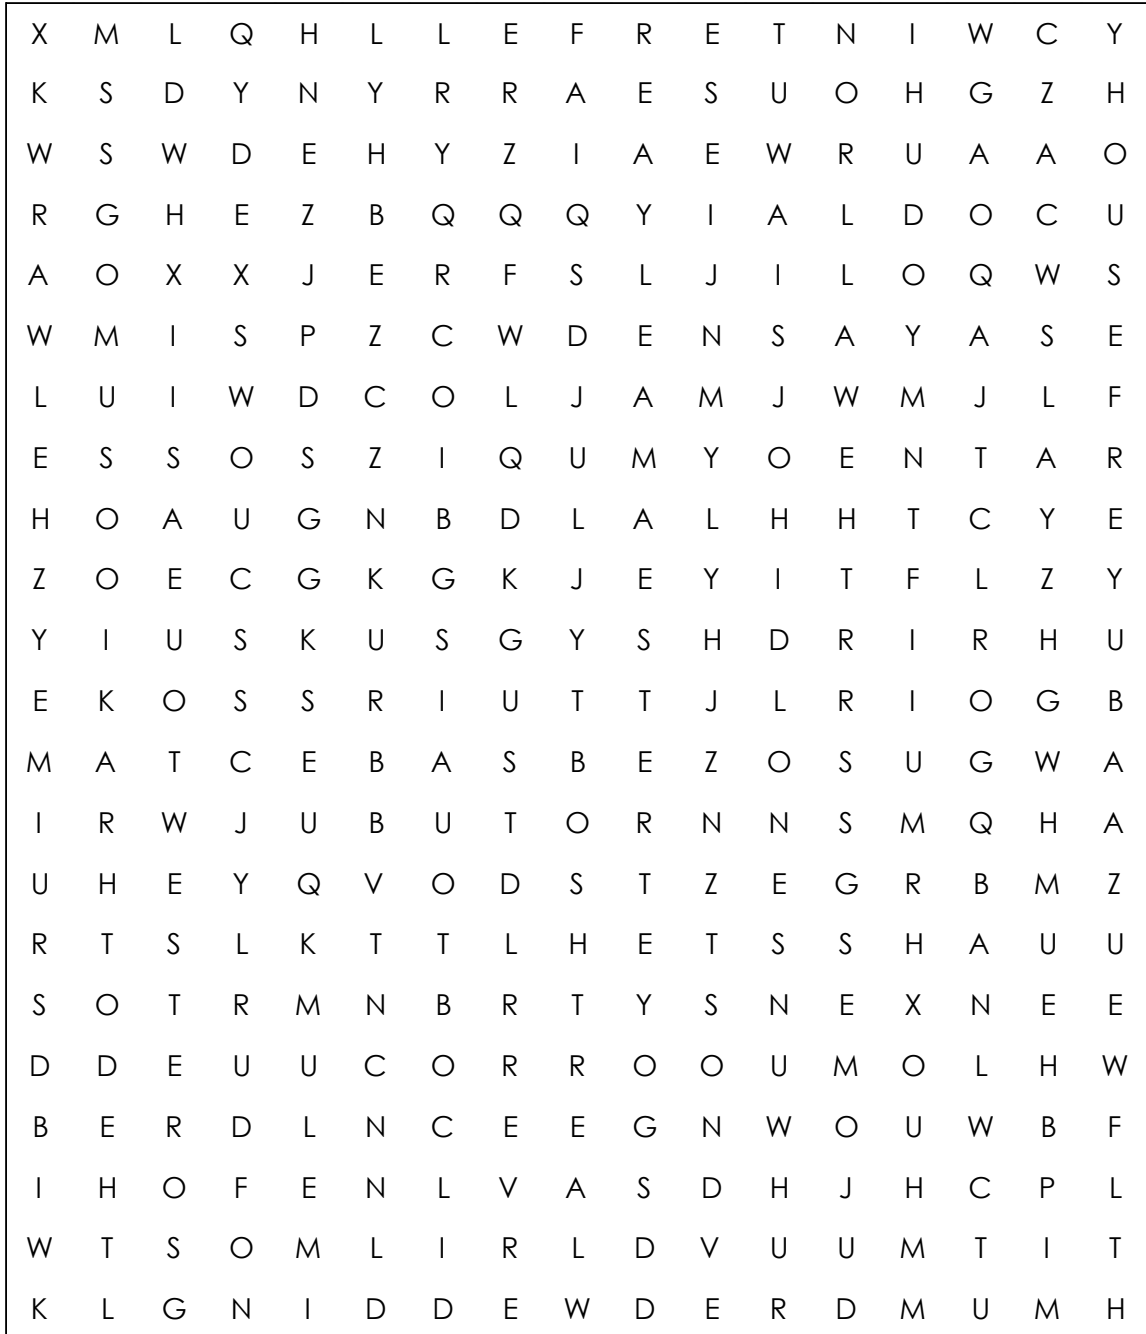 X M L Q H L L E F R E T N I W C Y
K S D Y N Y R R A E S U O H G Z H
W S W D E H Y Z I A E W R U A A O
R G H E Z B Q Q Q Y I A L D O C U
A O X X J E R F S L J I L O Q W S
W M I S P Z C W D E N S A Y A S E
L U I W D C O L J A M J W M J L F
E S S O S Z I Q U M Y O E N T A R
H O A U G N B D L A L H H T C Y E
Z O E C G K G K J E Y I T F L Z Y
Y I U S K U S G Y S H D R I R H U
E K O S S R I U T T J L R I O G B
M A T C E B A S B E Z O S U G W A
I R W J U B U T O R N N S M Q H A
U H E Y Q V O D S T Z E G R B M Z
R T S L K T T L H E T S S H A U U
S O T R M N B R T Y S N E X N E E
D D E U U C O R R O O U M O L H W
B E R D L N C E E G N W O U W B F
I H O F E N L V A S D H J H C P L
W T S O M L I R L D V U U M T I T
K L G N I D D E W D E R D M U M H